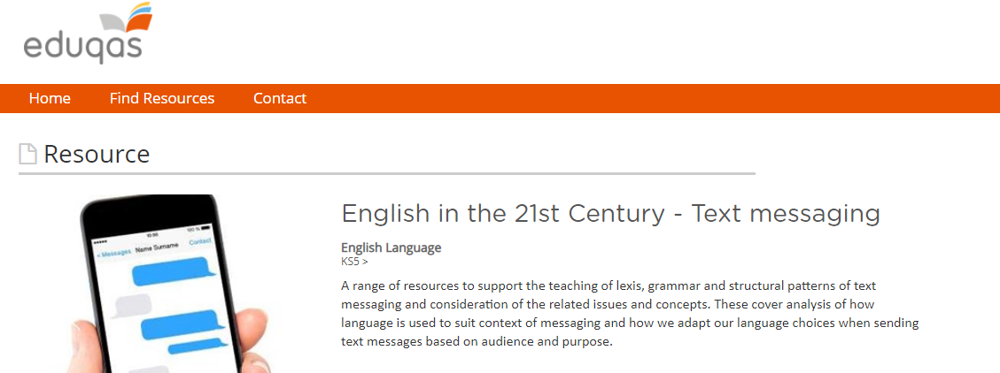 eduqas
Home Find Resources Contact
Resource
English in the 21st Century - Text messaging
English Language
KS5 >
A range of resources to support the teaching of lexis, grammar and structural patterns of text
messaging and consideration of the related issues and concepts. These cover analysis of how
language is used to suit context of messaging and how we adapt our language choices when sending
text messages based on audience and purpose.
100 %
< Messages Name Surname Contact